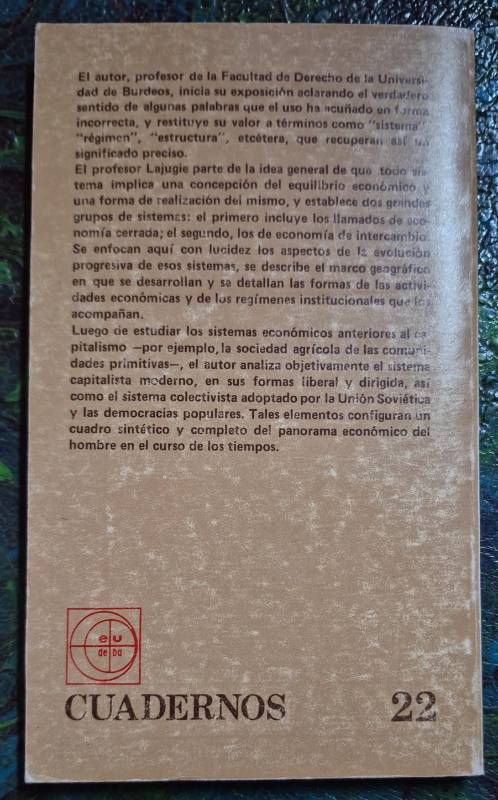 El autor, profesor de la Facultad de Derecho de la Universi-
dad de Burdeos, inicia su exposición aclarando el verdadero
sentido de algunas palabras que el uso ha acuñado en forma
incorrecta, y restituye su valor a términos como "sistema"
"régimen", "estructura", etcétera, que recuperan así un
significado preciso.
El profesor Lajugie parte de la idea general de que todo sis-
tema implica una concepción del equilibrio económico y
una forma de realización del mismo, y establece dos grandes
grupos de sistemas: el primero incluye los llamados de eco-
nomía cerrada; el segundo, los de economía de intercambio.
Se enfocan aquí con lucidez los aspectos de la evolución
progresiva de esos sistemas, se describe el marco geográfico
en que se desarrollan y se detallan las formas de las activi-
dades económicas y de los regímenes institucionales que los
acompañan.
Luego de estudiar los sistemas económicos anteriores al ca-
pitalismo —por ejemplo, la sociedad agrícola de las comuni-
dades primitivas—, el autor analiza objetivamente el sistema
capitalista moderno, en sus formas liberal y dirigida, así
como el sistema colectivista adoptado por la Unión Soviética
y las democracias populares. Tales elementos configuran un
cuadro sintético y completo del panorama económico del
hombre en el curso de los tiempos.
eu
de ba
CUADERNOS 22